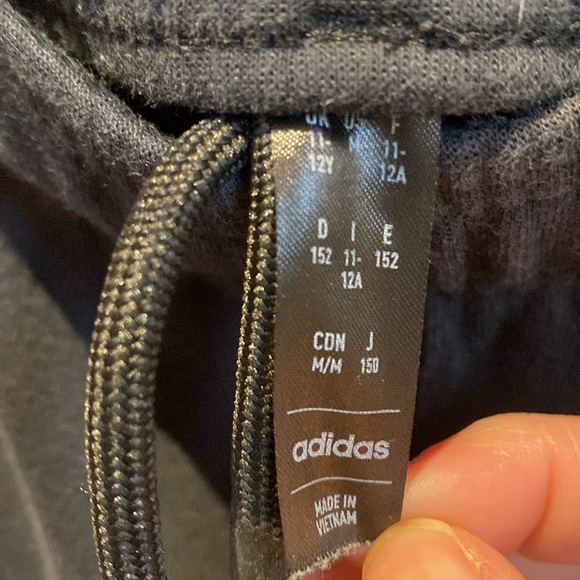 UK U F
11- M 11-
12Y 12A
D I E
152 11- 152
12A
CDN J
M/M 150
adidas
MADE IN
VIETNAM